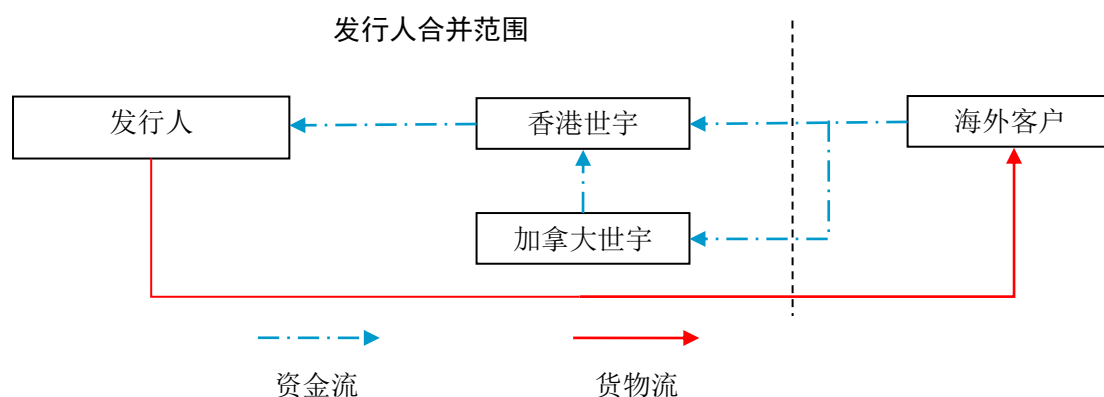 发行人合并范围
发行人
香港世宇
海外客户
加拿大世宇
资金流
货物流